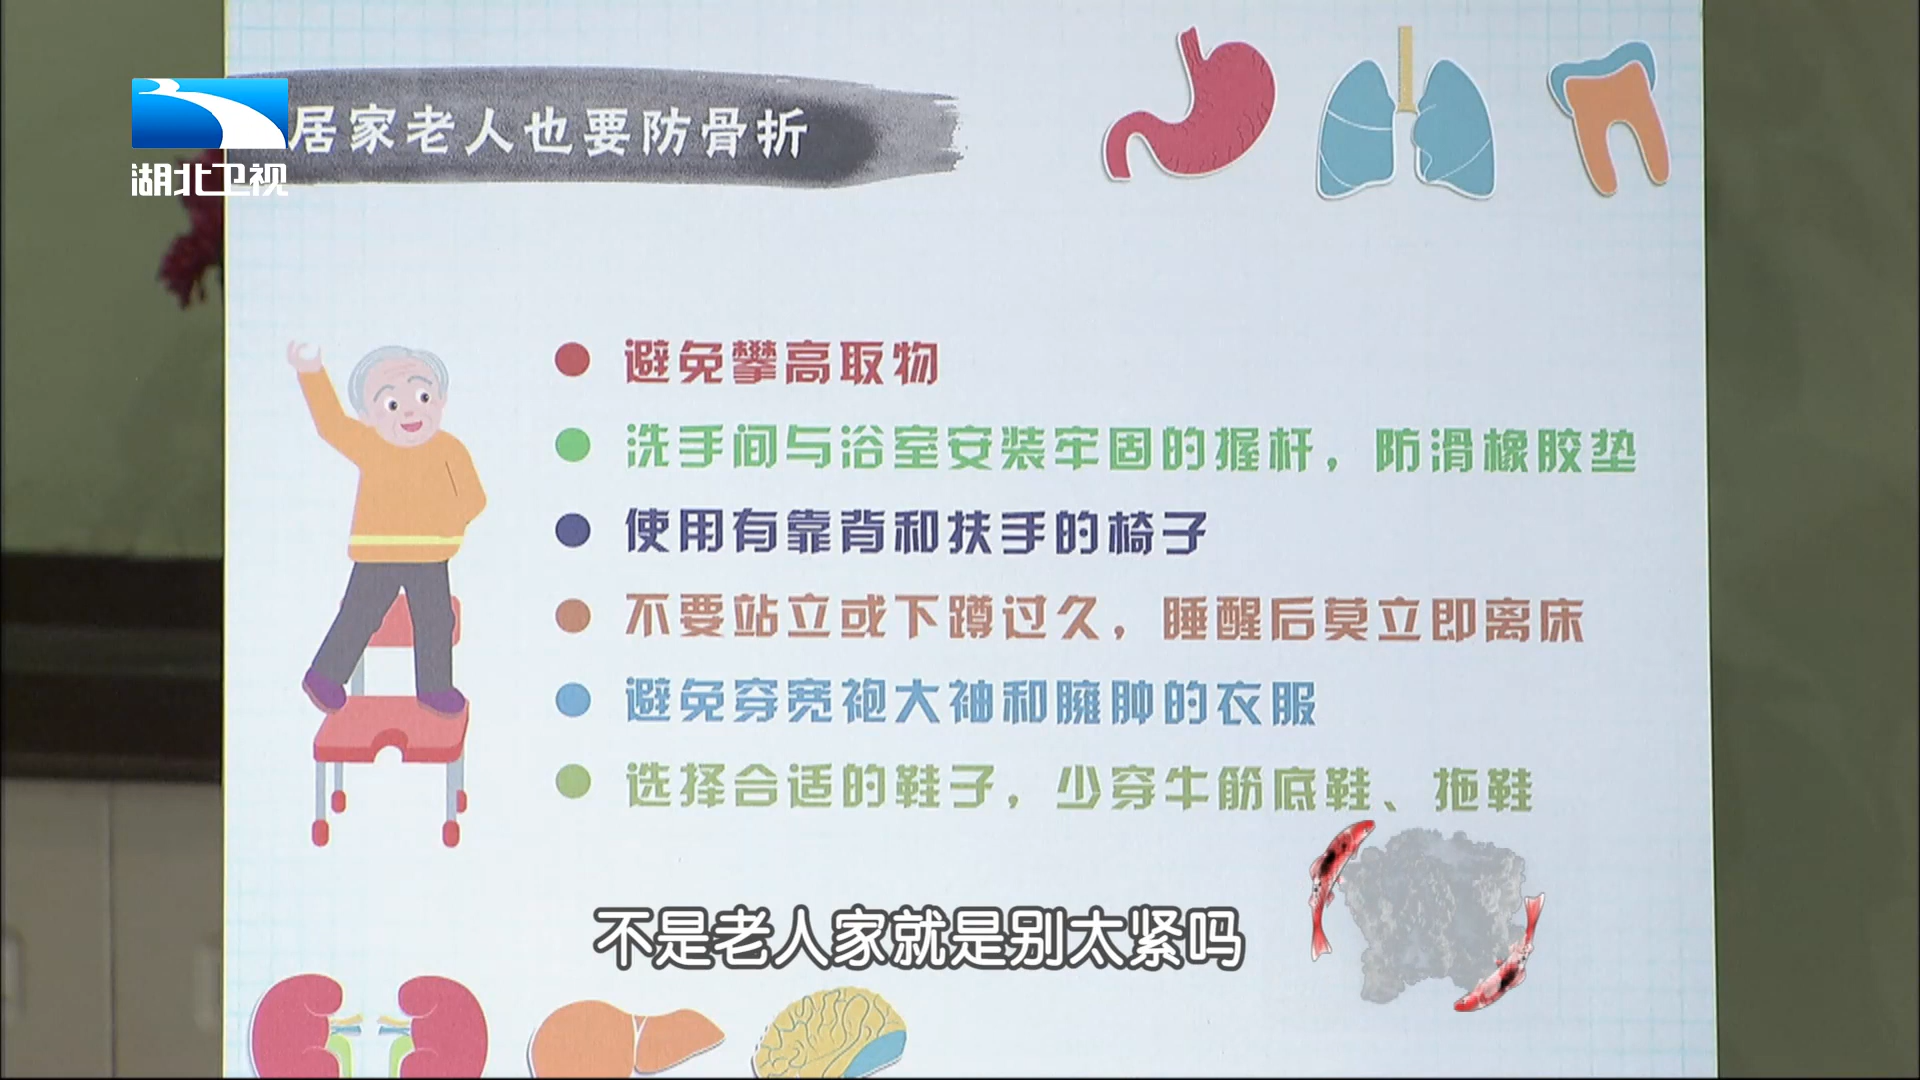 居家老人也要防骨折
湖北卫视
避免攀高取物
洗手间与浴室安装牢固的握杆，防滑橡胶垫
使用有靠背和扶手的椅子
不要站立或下蹲过久，睡醒后莫立即离床
避免穿宽袍大袖和臃肿的衣服
选择合适的鞋子，少穿牛筋底鞋、拖鞋
不是老人家就是别太紧吗